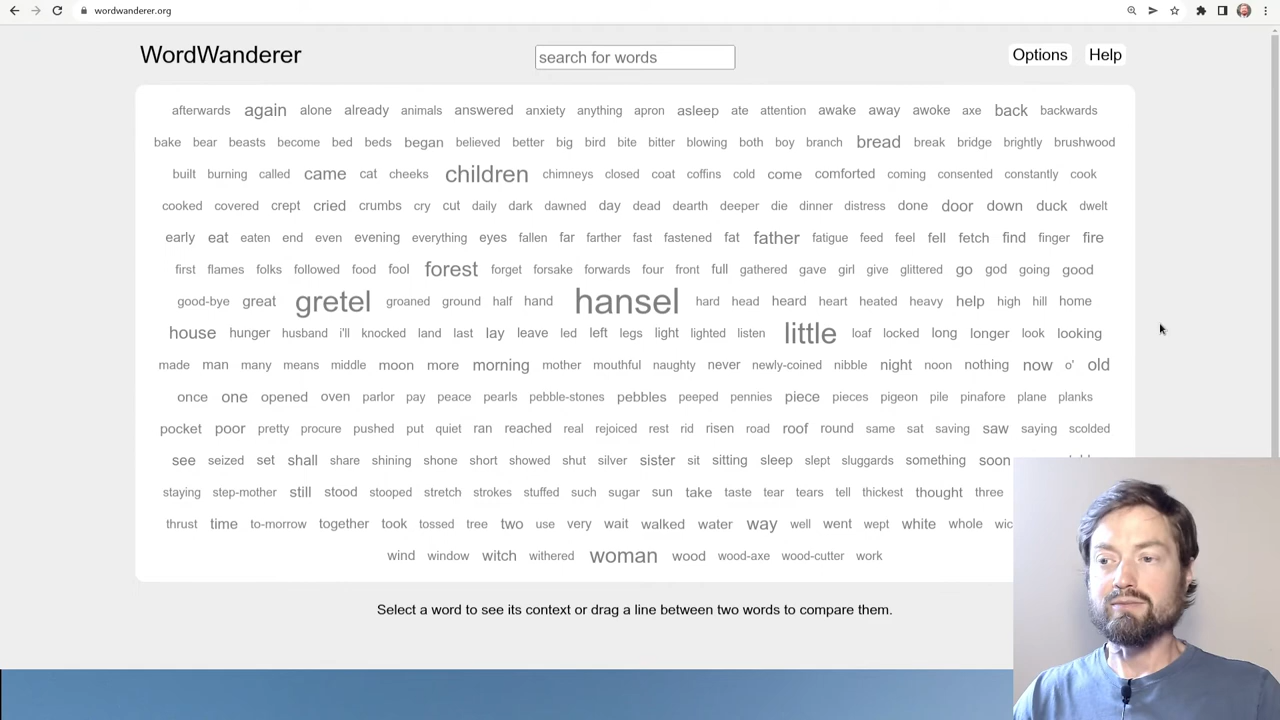 wordwanderer.org
WordWanderer
search for words
Options Help
afterwards again alone already animals answered anxiety anything apron asleep ate attention awake away awoke axe back backwards
bake bear beasts become bed beds began believed better big bird bite bitter blowing both boy branch bread break bridge brightly brushwood
built burning called came cat cheeks children chimneys closed coat coffins cold come comforted coming consented constantly cook
cooked covered crept cried crumbs cry cut daily dark dawned day dead dearth deeper die dinner distress done door down duck dwelt
early eat eaten end even evening everything eyes fallen far farther fast fastened fat father fatigue feed feel fell fetch find finger fire
first flames folks followed food fool forest forget forsake forwards four front full gathered gave girl give glittered go god going good
good-bye great gretel groaned ground half hand hansel hard head heard heart heated heavy help high hill home
house hunger husband i'll knocked land last lay leave led left legs light lighted listen little loaf locked long longer look looking
made man many means middle moon more morning mother mouthful naughty never newly-coined nibble night noon nothing now o' old
once one opened oven parlor pay peace pearls pebble-stones pebbles peeped pennies piece pieces pigeon pile pinafore plane planks
pocket poor pretty procure pushed put quiet ran reached real rejoiced rest rid risen road roof round same sat saving saw saying scolded
see seized set shall share shining shone short showed shut silver sister sit sitting sleep slept sluggards something soon
staying step-mother still stood stooped stretch strokes stuffed such sugar sun take taste tear tears tell thickest thought three
thrust time to-morrow together took tossed tree two use very wait walked water way well went wept white whole
wind window witch withered woman wood wood-axe wood-cutter work
Select a word to see its context or drag a line between two words to compare them.